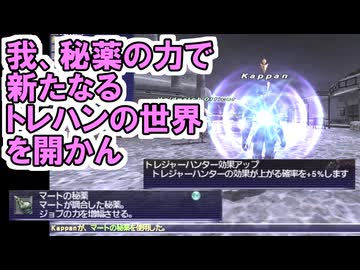 我、秘薬の力で
新たなる
トレハンの世界
を開かん
Kappan
トレジャーハンター効果アップ
トレジャーハンターの効果が上がる確率を+5%します
マートの秘薬
マートが調合した秘薬。
ジョブの力を増幅させる。
Kappanが、マートの秘薬を使用した。